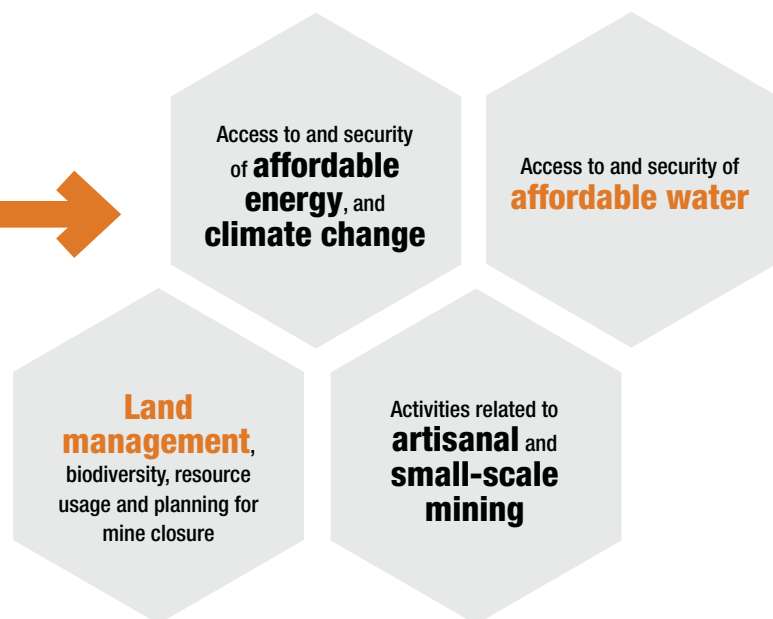 Access to and security
of affordable
energy, and
climate change
Access to and security of
affordable water
Land
management,
biodiversity, resource
usage and planning for
mine closure
Activities related to
artisanal and
small-scale
mining